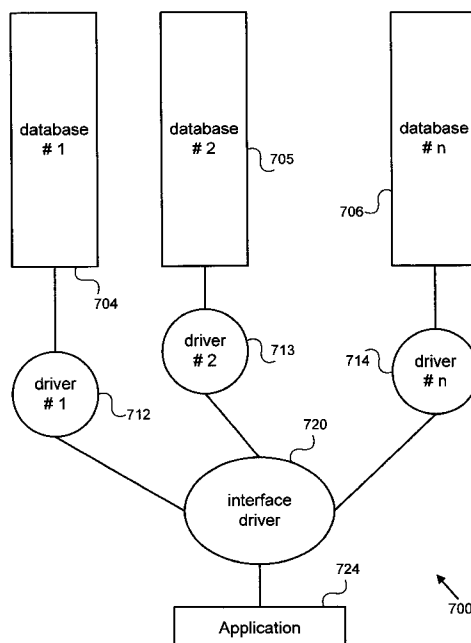 database
# 1
database
# 2
database
# n
705
706
704
driver
# 1
712
driver
# 2
713
driver
# n
714
720
interface
driver
724
Application
700